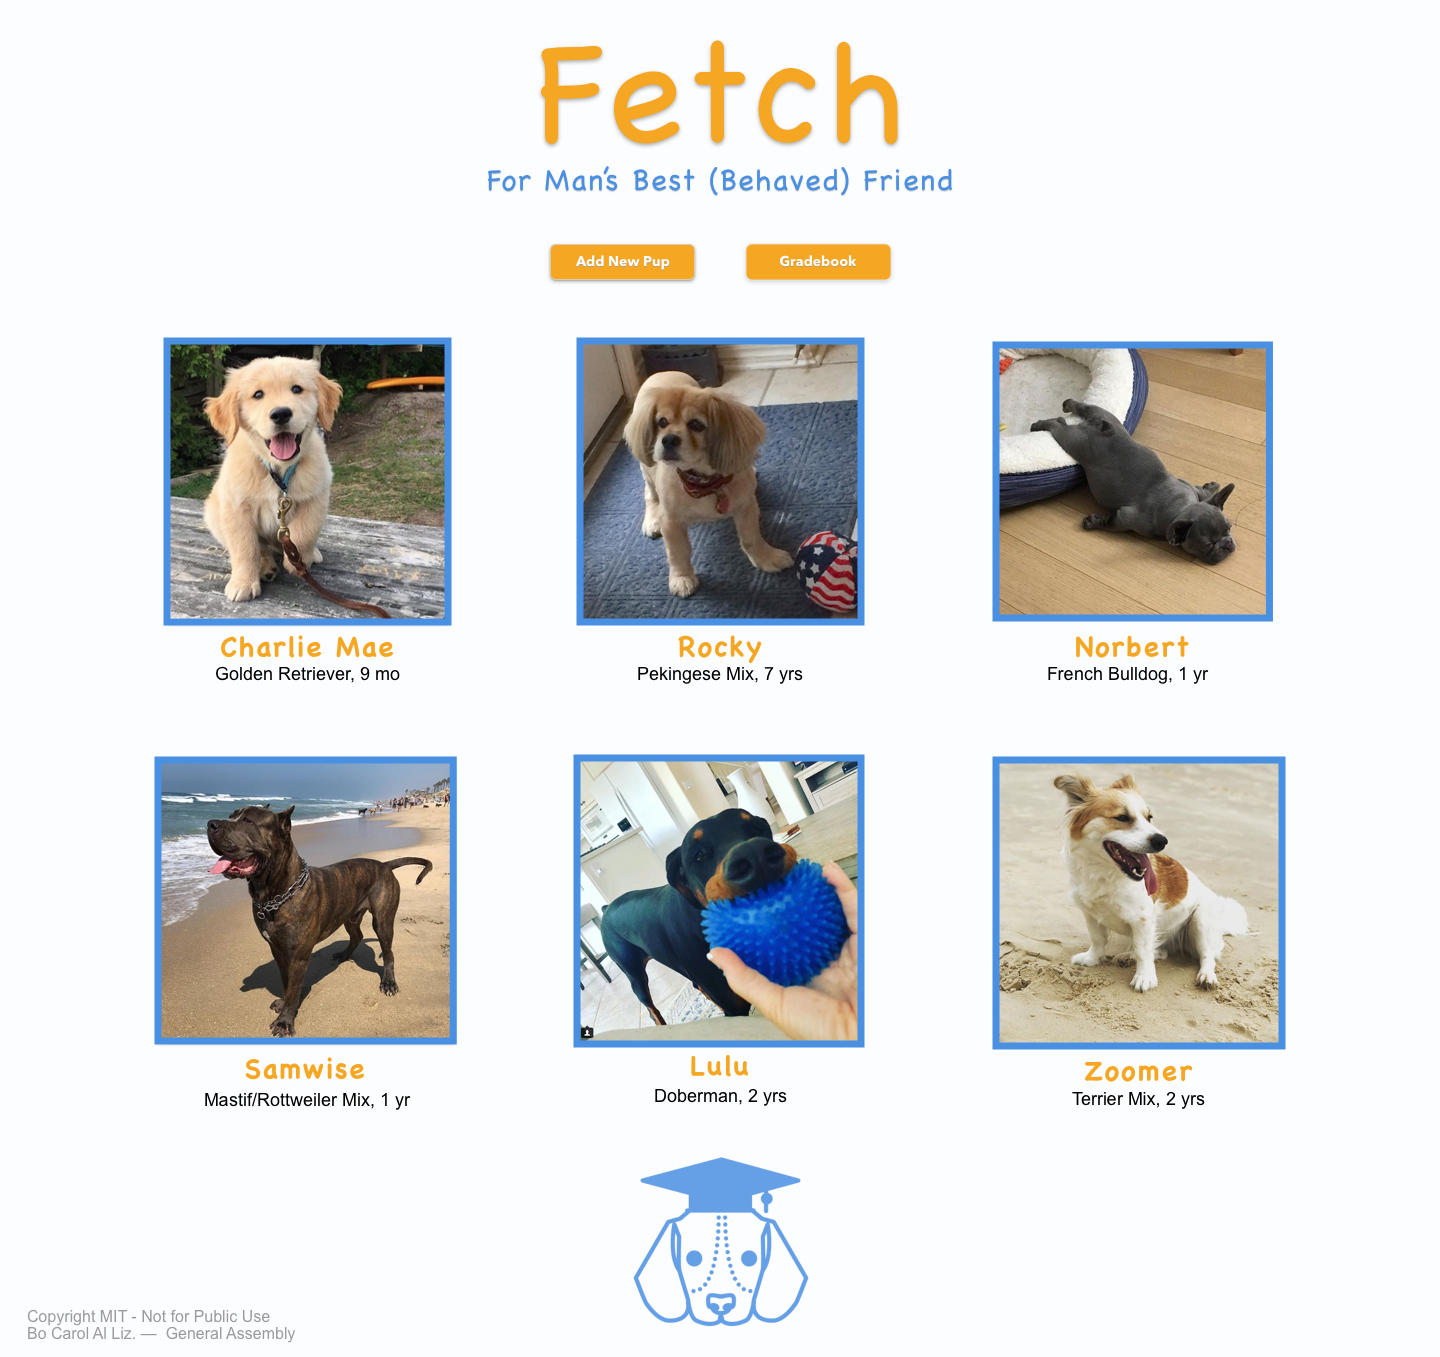 Fetch
For Man's Best (Behaved) Friend
Add New Pup
Gradebook
Charlie Mae
Golden Retriever, 9 mo
Rocky
Pekingese Mix, 7 yrs
Norbert
French Bulldog, 1 yr
Samwise
Mastif/Rottweiler Mix, 1 yr
Lulu
Doberman, 2 yrs
Zoomer
Terrier Mix, 2 yrs
Copyright MIT - Not for Public Use
Bo Carol Al Liz. — General Assembly